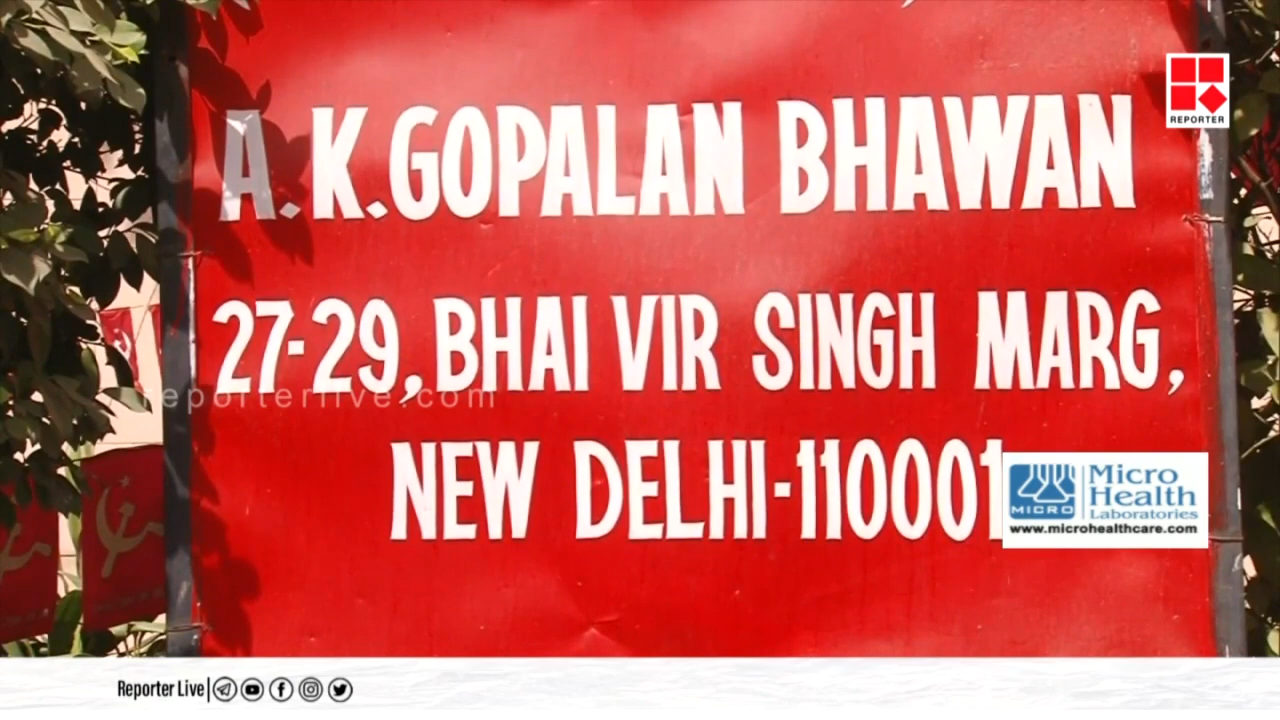 A.K.GOPALAN BHAWAN
REPORTER
27-29, BHAI VIR SINGH MARG,
reporterlive.com
NEW DELHI-110001
MICRO
Micro
Health
Laboratories
www.microhealthcare.com
Reporter Live